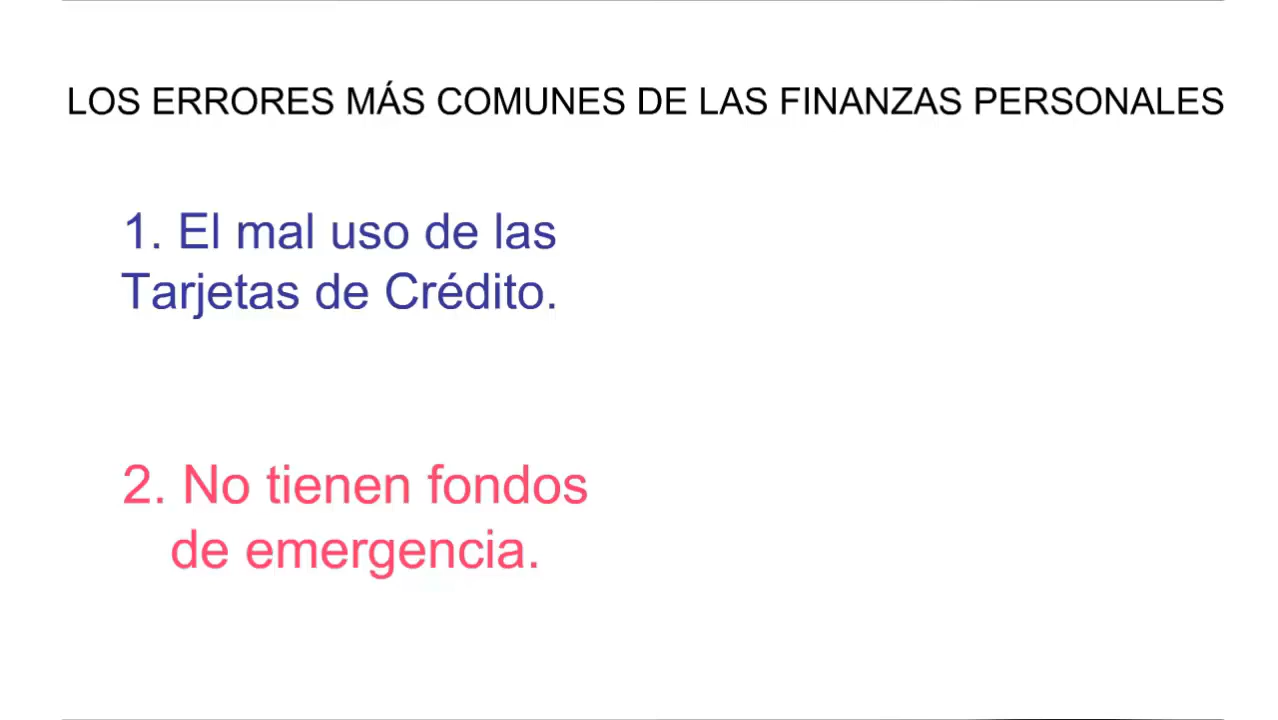 LOS ERRORES MÁS COMUNES DE LAS FINANZAS PERSONALES
1. El mal uso de las
Tarjetas de Crédito.
2. No tienen fondos
de emergencia.